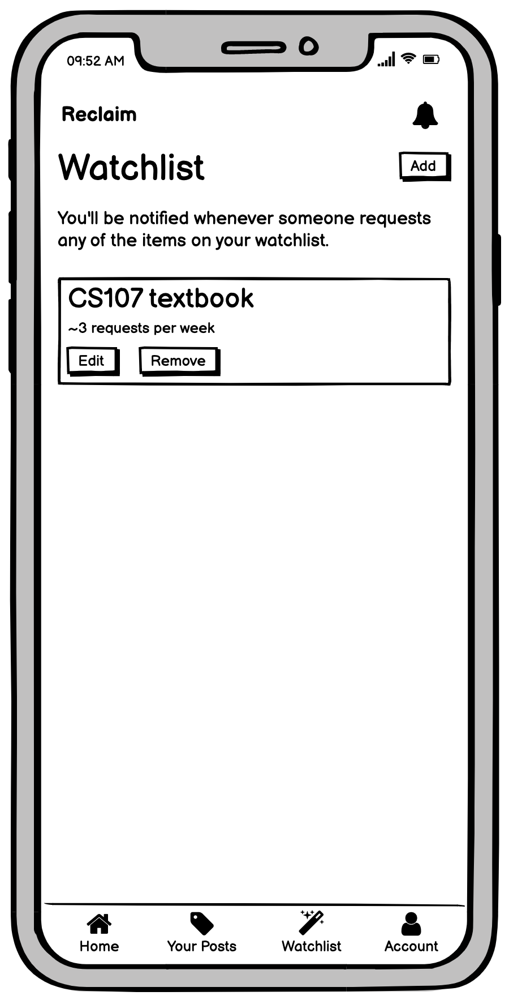 09:52 AM
Reclaim
Watchlist
Add
You'll be notified whenever someone requests
any of the items on your watchlist.
CS107 textbook
~3 requests per week
Edit Remove
Home Your Posts Watchlist Account